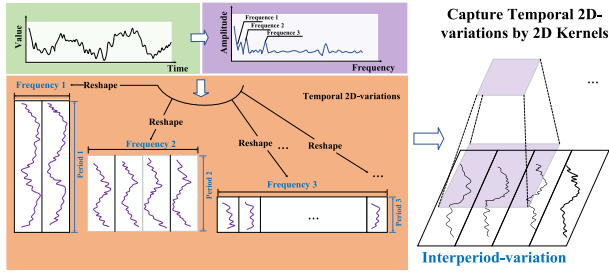 Value
Time
Amplitude
Frequence 1
Frequence 2
Frequence 3
Frequency
Capture Temporal 2D-
variations by 2D Kernels
Frequency 1
Reshape
Temporal 2D-variations
Reshape
Reshape
...
Reshape
...
Period 1
Frequency 2
Period 2
Frequency 3
...
Period 3
...
Interperiod-variation